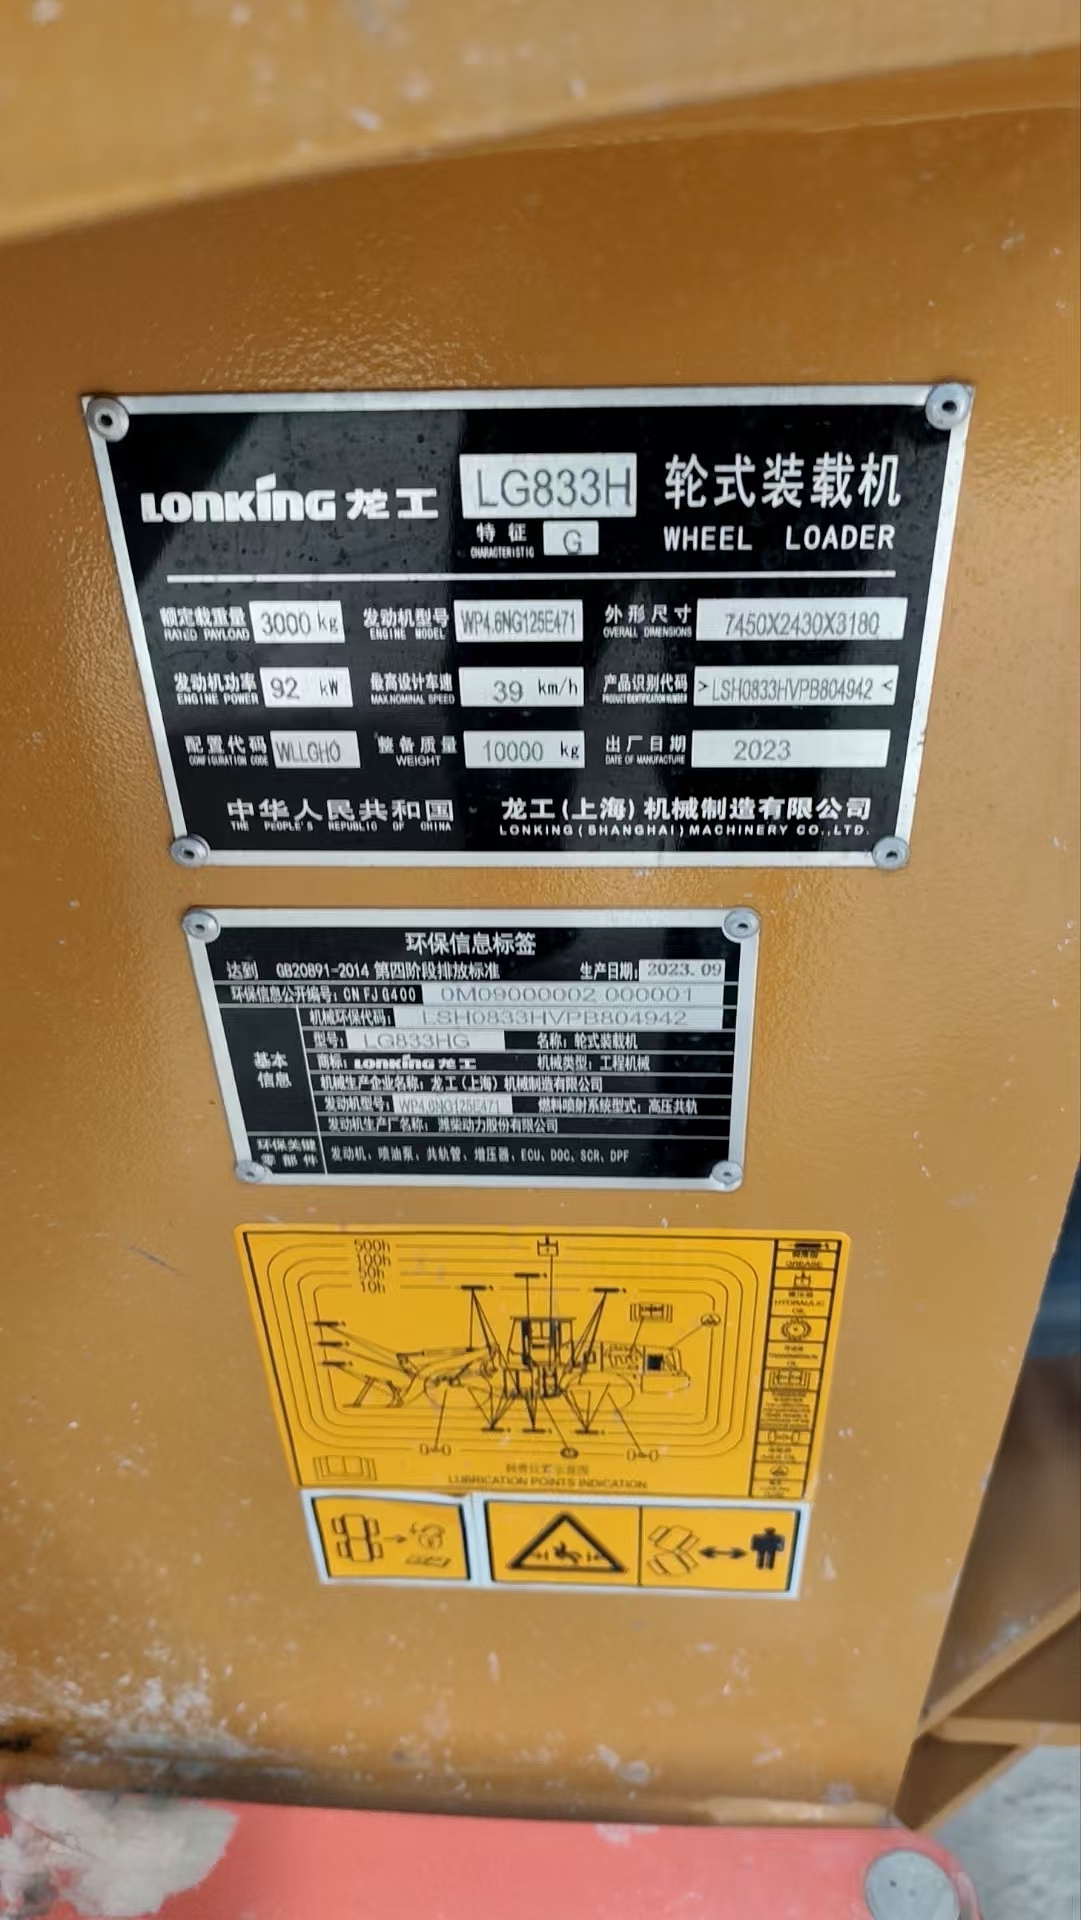 LONKING 龙工 LG833H 轮式装载机
特征 G WHEEL LOADER
CHARACTERISTIC
额定载重量 3000 kg 发动机型号 WP4.6NG125E471 外形尺寸 7450X2430X3180
RATED PAYLOAD ENGINE MODEL OVERALL DIMENSIONS
发动机功率 92 kW 最高设计车速 39 km/h 产品识别代码 >LSH0833HVPB804942<
ENGINE POWER MAX.NOMINAL SPEED PRODUCT IDENTIFICATION NUMBER
配置代码 WLLGH0 整备质量 10000 kg 出厂日期 2023
CONFIGURATION CODE WEIGHT DATE OF MANUFACTURE
中华人民共和国 龙工(上海)机械制造有限公司
THE PEOPLE'S REPUBLIC OF CHINA LONKING(SHANGHAI)MACHINERY CO.,LTD.
环保信息标签
达到 GB20891-2014 第四阶段排放标准 生产日期: 2023.09
环保信息公开编号: CN FJ G400 0M09000002 000001
机械环保代码: LSH0833HVPB804942
型号: LG833HG 名称: 轮式装载机
基本信息 商标: LONKING 龙工 机械类型: 工程机械
机械生产企业名称: 龙工(上海)机械制造有限公司
发动机型号: WP4.6NG125E471 燃料喷射系统型式: 高压共轨
发动机生产厂名称: 潍柴动力股份有限公司
环保关键零部件 发动机、喷油泵、共轨管、增压器、ECU、DOC、SCR、DPF
500h
100h
50h
10h
GREASE
HYDRAULIC
OIL
LUBRICATION POINTS INDICATION